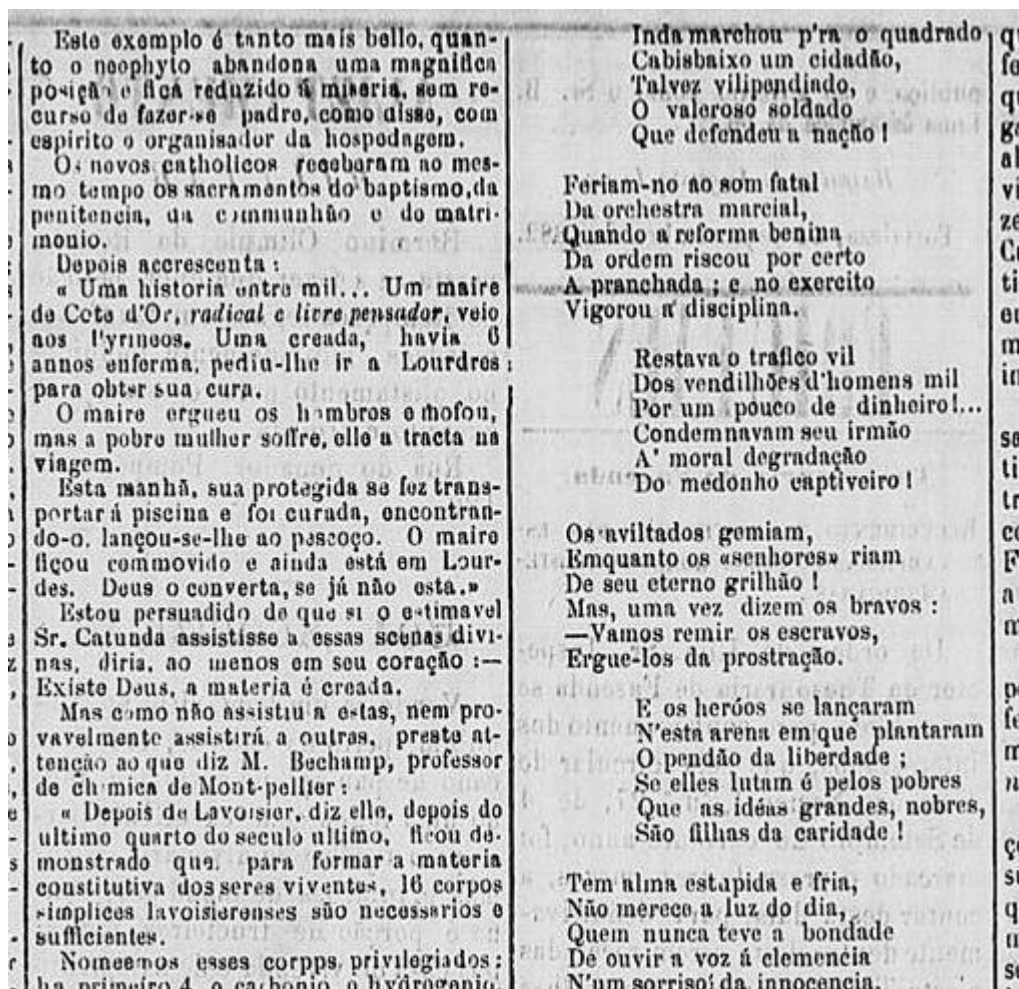 Este exemplo é tanto mais bello, quan-
to o neophyto abandona uma magnifica
posição e fica reduzido á miseria, sem re-
curso de fazer-se padre, como disse, com
espirito o organisador da hospedagem.
Os novos catholicos receberam ao mes-
mo tempo os sacramentos do baptismo, da
penitencia, da communhão e do matri-
monio.
Depois accrescenta :
« Uma historia entre mil... Um maire
de Cote d'Or, radical e livre pensador, veio
aos Pyrineos. Uma creada, havia 6
annos enferma, pediu-lhe ir a Lourdres
para obter sua cura.
O maire ergueu os hombros e mofou,
mas a pobre mulher soffre, elle a tracta na
viagem.
Esta manhã, sua protegida se fez trans-
portar á piscina e foi curada, encontran-
do-o, lançou-se-lhe ao pescoço. O maire
ficou commovido e ainda está em Lour-
des. Deus o converta, se já não está.»
Estou persuadido de que si o estimavel
Sr. Catunda assistisse a essas scenas divi-
nas, diria, ao menos em seu coração :—
Existe Deus, a materia é creada.
Mas como não assistiu a estas, nem pro-
vavelmente assistirá a outras, preste at-
tenção ao que diz M. Bechamp, professor
de chimica de Mont-pellier :
« Depois de Lavoisier, diz elle, depois do
ultimo quarto do seculo ultimo, ficou de-
monstrado que, para formar a materia
constitutiva dos seres viventes, 16 corpos
simplices lavoisierenses são necessarios e
sufficientes.
Nomeemos esses corpps, privilegiados :
ha primeiro 4, o carbonio, o hydrogenio,
Inda marchou p'ra o quadrado
Cabisbaixo um cidadão,
Talvez vilipendiado,
O valeroso soldado
Que defendeu a nação !
Feriam-no ao som fatal
Da orchestra marcial,
Quando a reforma benina
Da ordem riscou por certo
A pranchada ; e no exercito
Vigorou a disciplina.
Restava o trafico vil
Dos vendilhões d'homens mil
Por um pouco de dinheiro!...
Condemnavam seu irmão
A' moral degradação
Do medonho captiveiro !
Os aviltados gemiam,
Emquanto os «senhores» riam
De seu eterno grilhão !
Mas, uma vez dizem os bravos :
—Vamos remir os escravos,
Ergue-los da prostração.
E os heróos se lançaram
N'esta arena em que plantaram
O pendão da liberdade ;
Se elles lutam é pelos pobres
Que as idéas grandes, nobres,
São filhas da caridade !
Tem alma estupida e fria,
Não merece a luz do dia,
Quem nunca teve a bondade
De ouvir a voz á clemencia
N'um sorriso da innocencia,